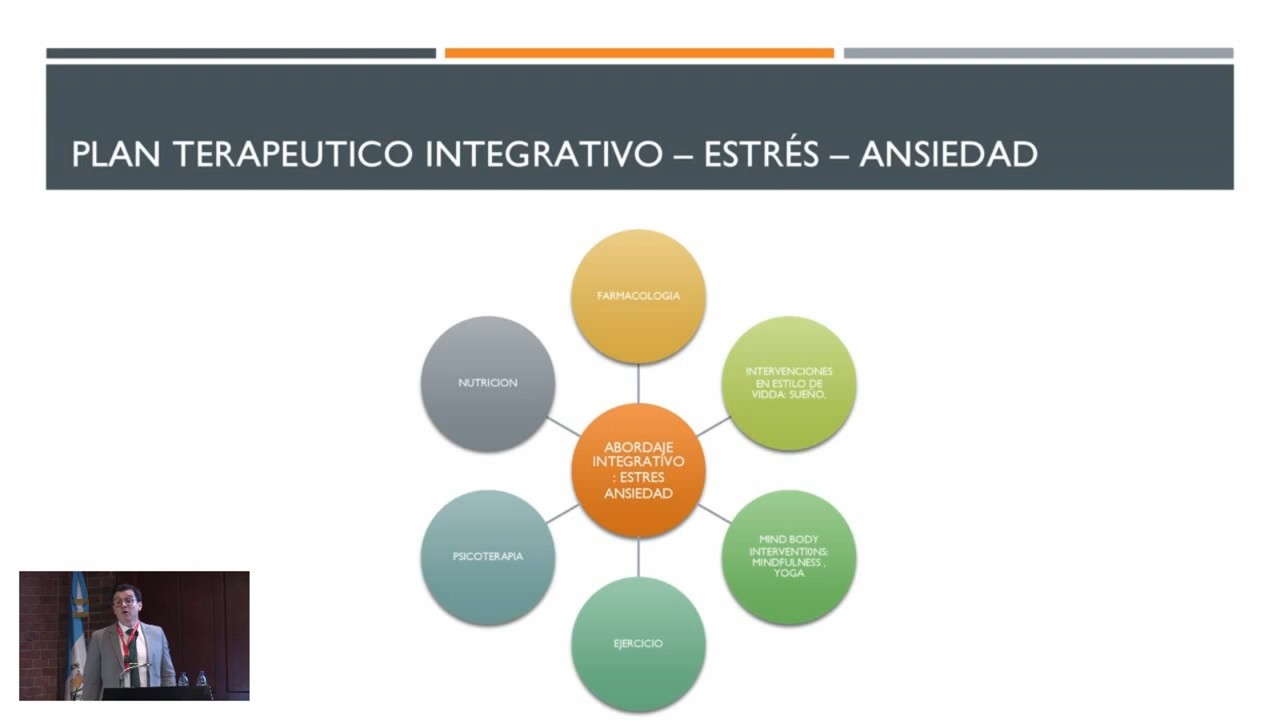 PLAN TERAPEUTICO INTEGRATIVO – ESTRÉS – ANSIEDAD
FARMACOLOGIA
INTERVENCIONES
EN ESTILO DE
VIDDA: SUEÑO,
MIND BODY
INTERVENTI0NS:
MINDFULNESS ,
YOGA
EJERCICIO
PSICOTERAPIA
NUTRICION
ABORDAJE
INTEGRATIVO
: ESTRES
ANSIEDAD